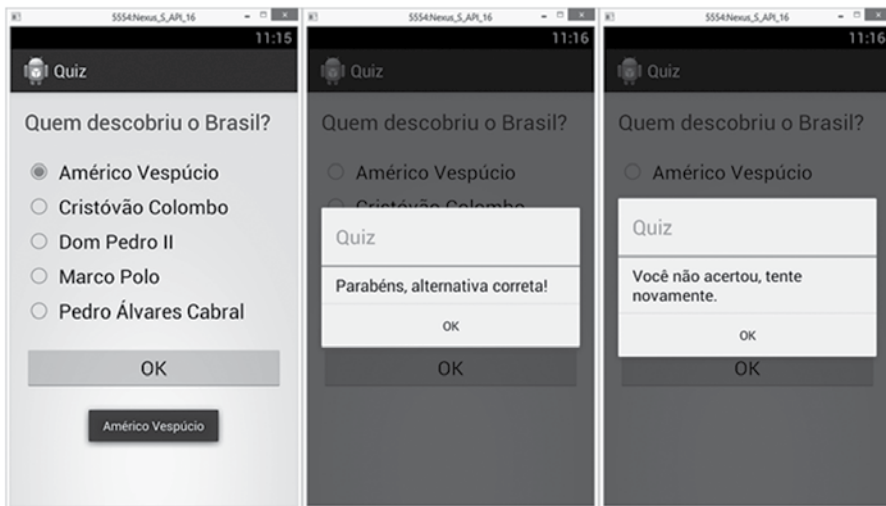 5554:Nexus_S_API_16
11:15
Quiz
Quem descobriu o Brasil?
Américo Vespúcio
Cristóvão Colombo
Dom Pedro II
Marco Polo
Pedro Álvares Cabral
OK
Américo Vespúcio
5554:Nexus_S_API_16
11:16
Quiz
Quem descobriu o Brasil?
Américo Vespúcio
Cristóvão Colombo
Quiz
Parabéns, alternativa correta!
OK
OK
5554:Nexus_S_API_16
11:16
Quiz
Quem descobriu o Brasil?
Américo Vespúcio
Quiz
Você não acertou, tente
novamente.
OK
OK